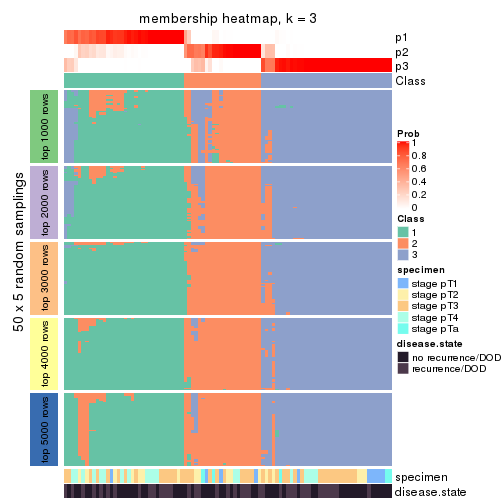 membership heatmap, k = 3
p1
p2
p3
Class
50 x 5 random samplings
top 1000 rows
top 2000 rows
top 3000 rows
top 4000 rows
top 5000 rows
specimen
disease.state
Prob
1
0.8
0.6
0.4
0.2
0
Class
1
2
3
specimen
stage pT1
stage pT2
stage pT3
stage pT4
stage pTa
disease.state
no recurrence/DOD
recurrence/DOD